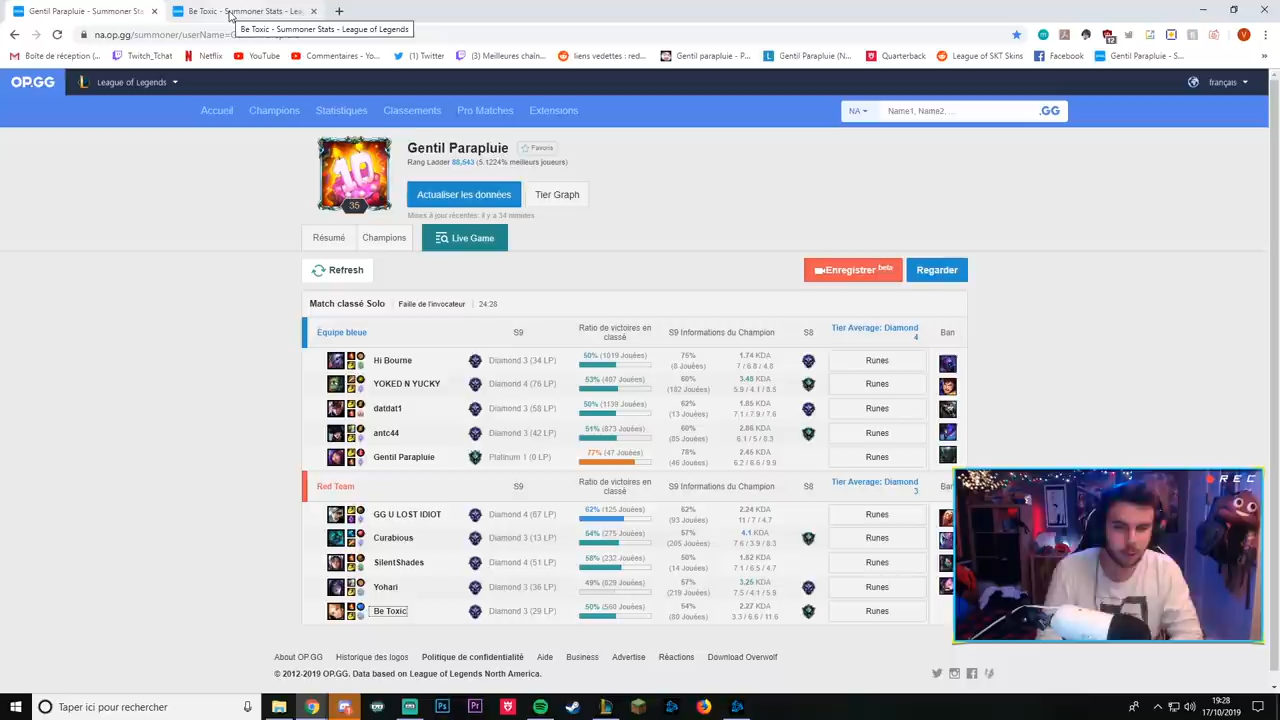 Gentil Parapluie - Summoner Stats
Be Toxic - Summoner Stats - Lea
Be Toxic - Summoner Stats - League of Legends
na.op.gg/summoner/userName=G
Boîte de réception
Twitch_Chat
YouTube
Commentaires - Yo...
(1) Twitter
(3) Meilleurs chaîn...
liens vedettes : red...
Gentil parapluie - ...
Gentil Parapluie (N...
Quarterback
League of SKT Skins
Facebook
Gentil Parapluie - S...
OP.GG
League of Legends
français
Accueil
Champions
Statistiques
Classements
Pro Matches
Extensions
NA
Name1, Name2, ...
.GG
35
Gentil Parapluie
Favoris
Rang Ladder 88,543 (5.1224% meilleurs joueurs)
Actualiser les données
Tier Graph
Mises à jour récentes: il y a 34 minutes
Résumé
Champions
Live Game
Refresh
Enregistrer beta
Regarder
Match classé Solo
Faille de l'invocateur
24:28
Equipe bleue S9 Ratio de victoires en classé S9 Informations du Champion S8 Tier Average: Diamond 4 Ban
Hi Bourne Diamond 3 (34 LP) 50% (1019 Jouées) 75% (8 Jouées) 1.74 KDA 7 / 6.8 / 4.8 Runes
YOKED N YUCKY Diamond 4 (76 LP) 53% (407 Jouées) 60% (182 Jouées) 3.48 KDA 5.9 / 4.1 / 8.5 Runes
datdat1 Diamond 3 (58 LP) 50% (1139 Jouées) 62% (13 Jouées) 1.85 KDA 7.1 / 7.9 / 7.6 Runes
antc44 Diamond 3 (42 LP) 51% (873 Jouées) 60% (85 Jouées) 2.86 KDA 6.1 / 5 / 8.3 Runes
Gentil Parapluie Platinum 1 (0 LP) 77% (47 Jouées) 78% (46 Jouées) 2.45 KDA 6.2 / 6.6 / 9.9 Runes
Red Team S9 Ratio de victoires en classé S9 Informations du Champion S8 Tier Average: Diamond 3 Ban
GG U LOST IDIOT Diamond 4 (67 LP) 62% (125 Jouées) 62% (93 Jouées) 2.24 KDA 11 / 7 / 4.7 Runes
Curabious Diamond 3 (13 LP) 54% (275 Jouées) 57% (205 Jouées) 4.1 KDA 7.6 / 3.9 / 8.3 Runes
SilentShades Diamond 4 (51 LP) 58% (232 Jouées) 50% (14 Jouées) 1.82 KDA 7.1 / 6.5 / 4.7 Runes
Yohari Diamond 3 (36 LP) 49% (829 Jouées) 57% (219 Jouées) 3.25 KDA 7.5 / 4.1 / 5.9 Runes
Be Toxic Diamond 3 (29 LP) 50% (560 Jouées) 54% (80 Jouées) 2.27 KDA 3.3 / 6.6 / 11.6 Runes
REC
About OP.GG
Historique des logos
Politique de confidentialité
Aide
Business
Advertise
Réactions
Download Overwolf
© 2012-2019 OP.GG. Data based on League of Legends North America.
Taper ici pour rechercher
19:28
17/10/2019